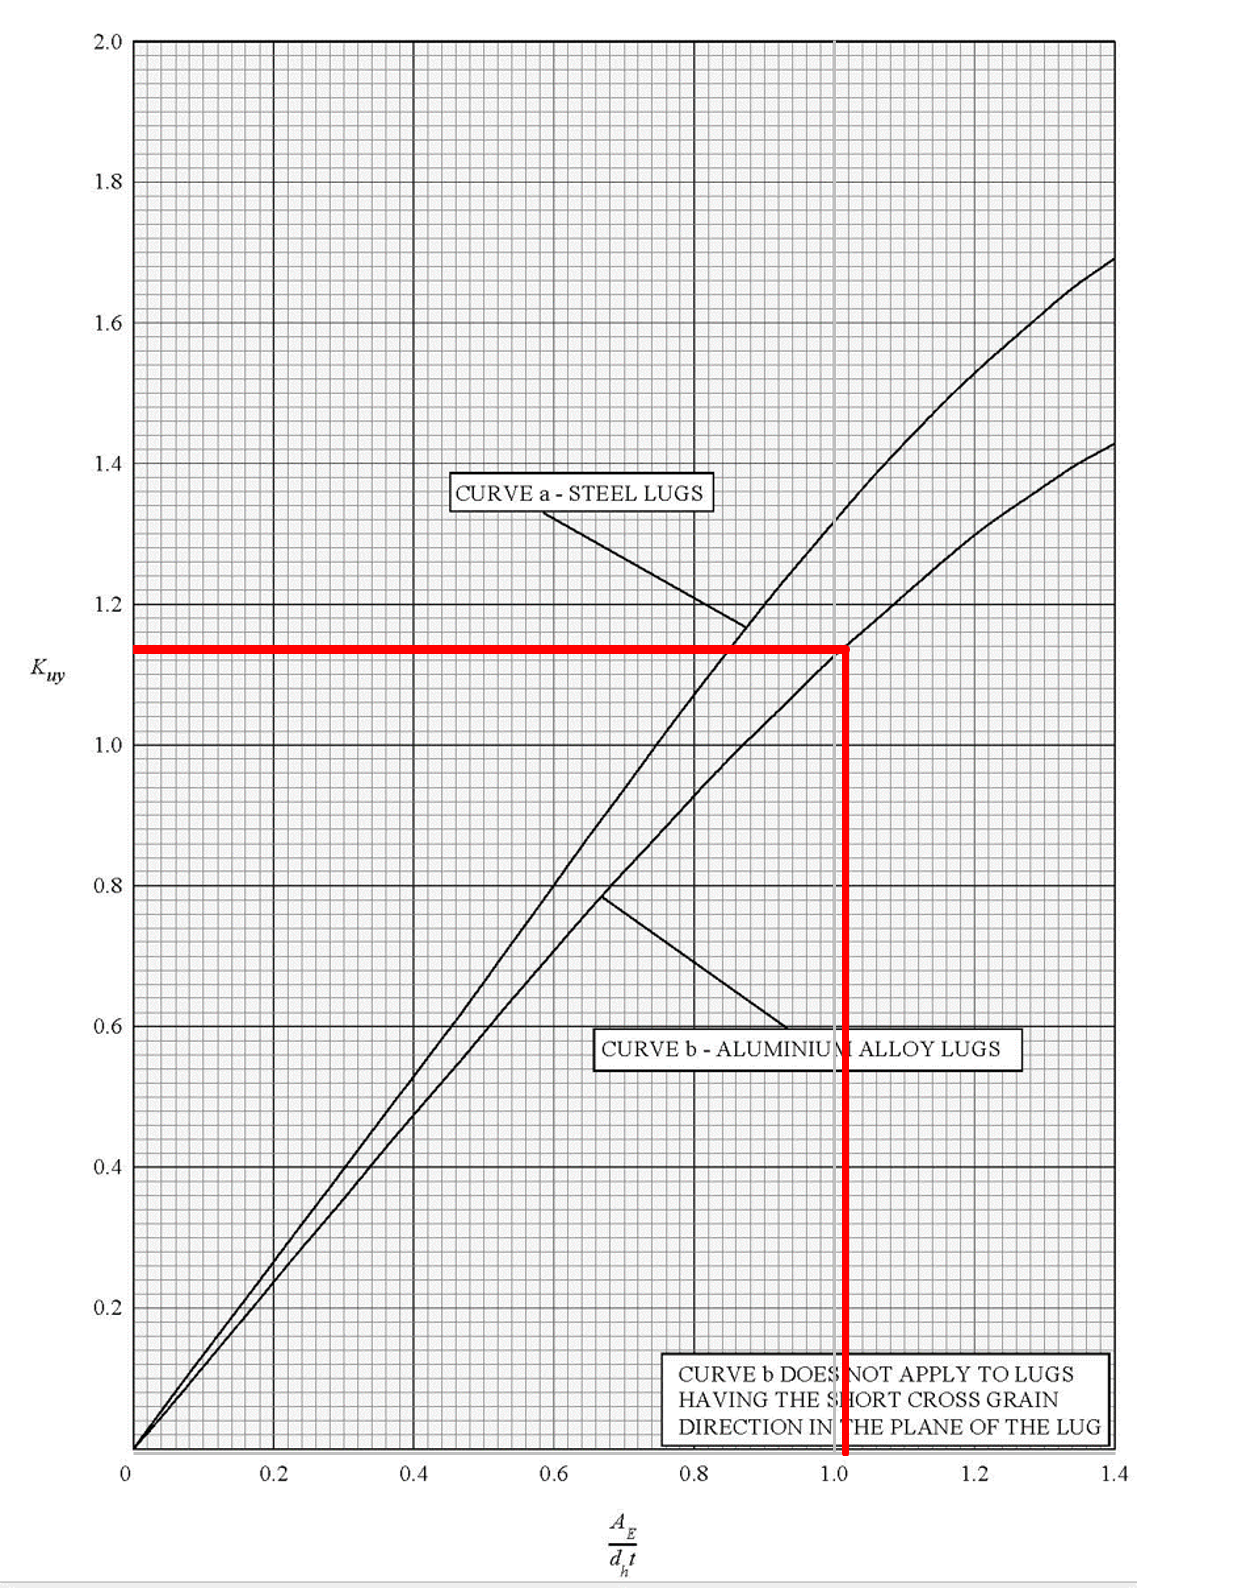 2.0
1.8
1.6
1.4
CURVE a - STEEL LUGS
1.2
K_uy
1.0
0.8
0.6
CURVE b - ALUMINIUM ALLOY LUGS
0.4
0.2
CURVE b DOES NOT APPLY TO LUGS
HAVING THE SHORT CROSS GRAIN
DIRECTION IN THE PLANE OF THE LUG
0 0.2 0.4 0.6 0.8 1.0 1.2 1.4
A_E
d_h t